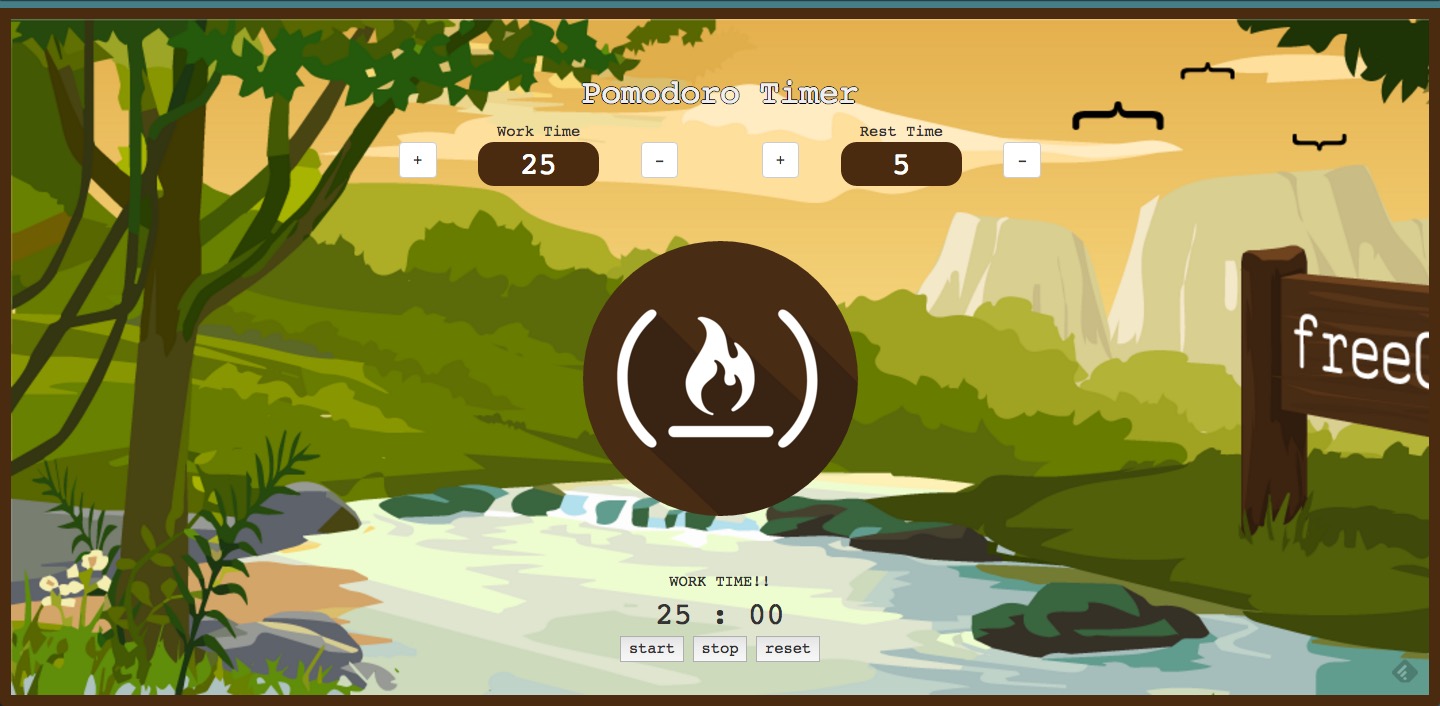 Pomodoro Timer
Work Time
Rest Time
+ 25 -
+ 5 -
free
WORK TIME!!
25 : 00
start stop reset